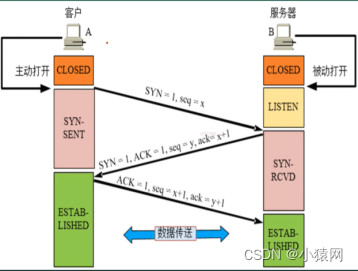 客户
服务器
A
B
主动打开
CLOSED
CLOSED
被动打开
SYN = 1, seq = x
LISTEN
SYN-
SENT
SYN = 1, ACK = 1, seq = y, ack= x+1
SYN-
RCVD
ACK = 1, seq = x+1, ack = y+1
ESTAB-
LISHED
ESTAB-
LISHED
数据传送
CSDN @小猿网